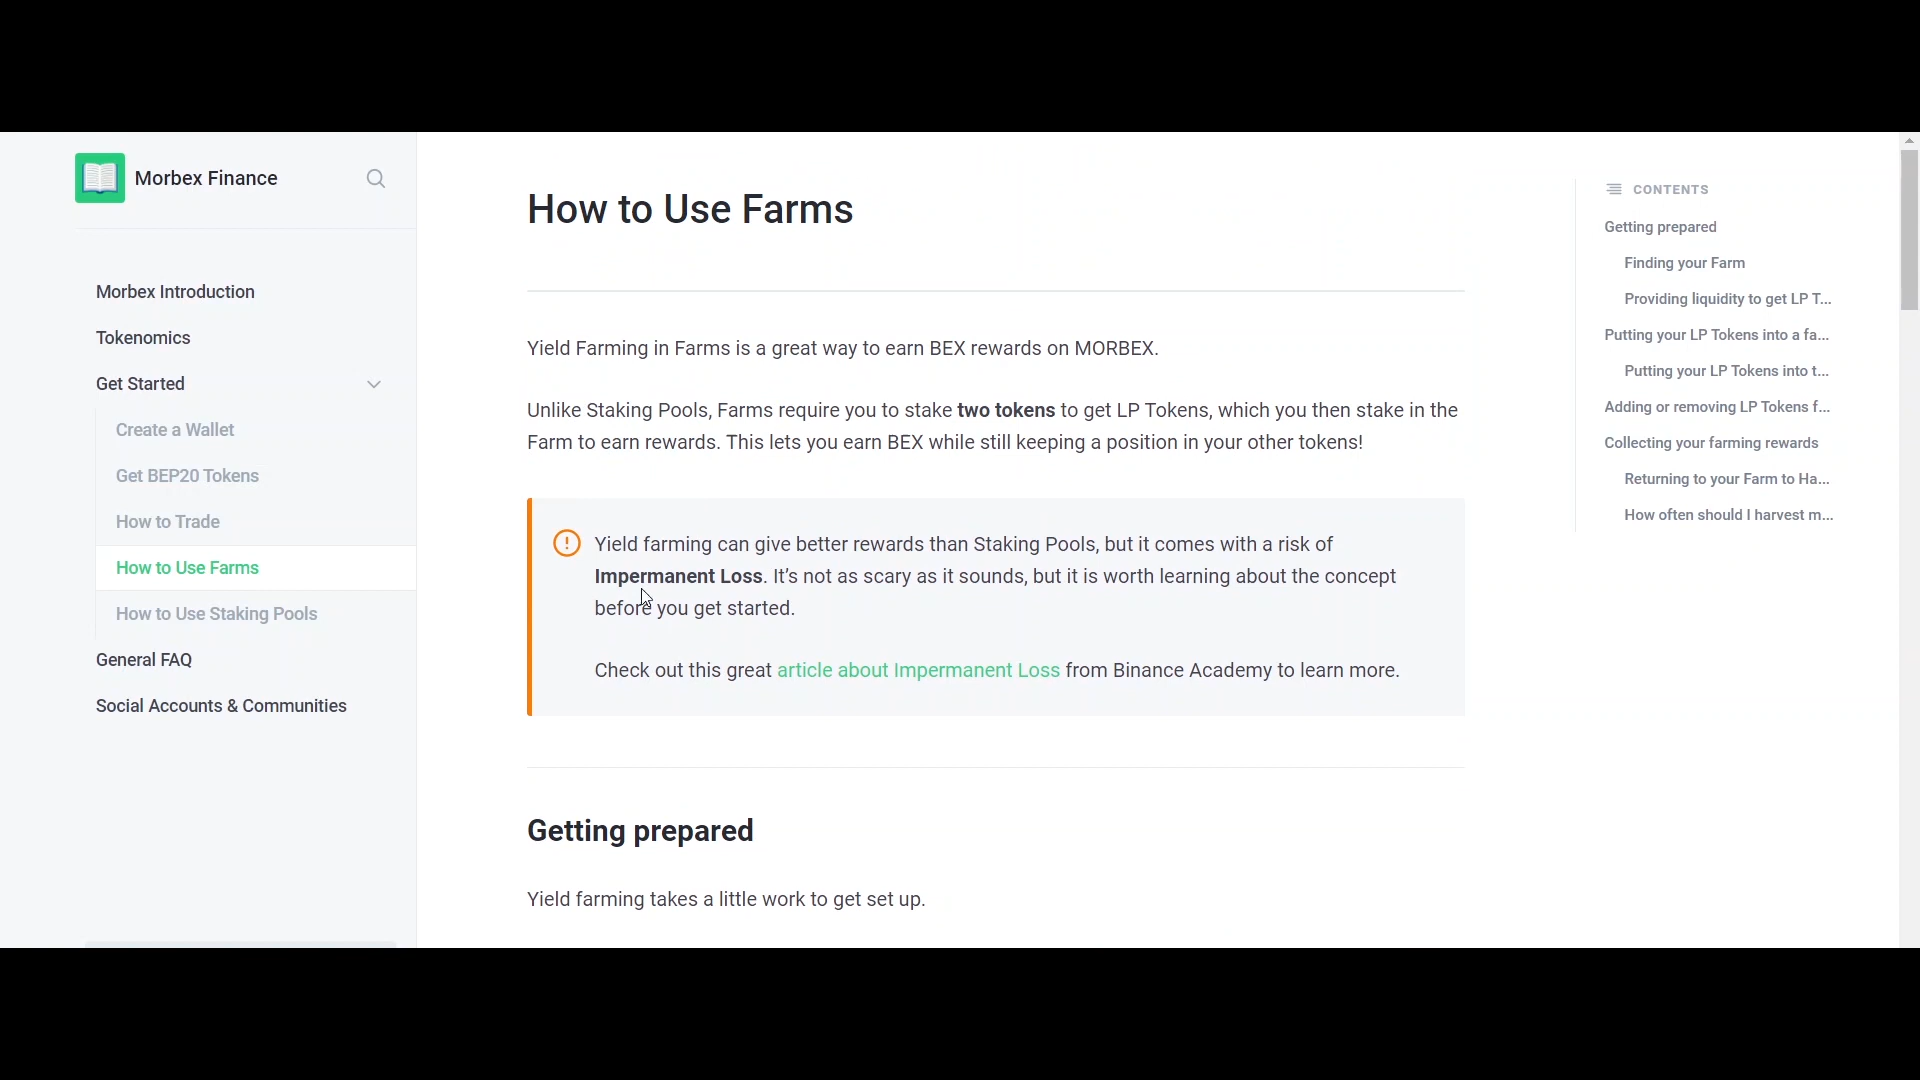 Morbex Finance
Morbex Introduction
Tokenomics
Get Started
Create a Wallet
Get BEP20 Tokens
How to Trade
How to Use Farms
How to Use Staking Pools
General FAQ
Social Accounts & Communities
How to Use Farms
Yield Farming in Farms is a great way to earn BEX rewards on MORBEX.
Unlike Staking Pools, Farms require you to stake two tokens to get LP Tokens, which you then stake in the
Farm to earn rewards. This lets you earn BEX while still keeping a position in your other tokens!
Yield farming can give better rewards than Staking Pools, but it comes with a risk of
Impermanent Loss. It’s not as scary as it sounds, but it is worth learning about the concept
before you get started.
Check out this great article about Impermanent Loss from Binance Academy to learn more.
Getting prepared
Yield farming takes a little work to get set up.
CONTENTS
Getting prepared
Finding your Farm
Providing liquidity to get LP T...
Putting your LP Tokens into a fa...
Putting your LP Tokens into t...
Adding or removing LP Tokens f...
Collecting your farming rewards
Returning to your Farm to Ha...
How often should I harvest m...